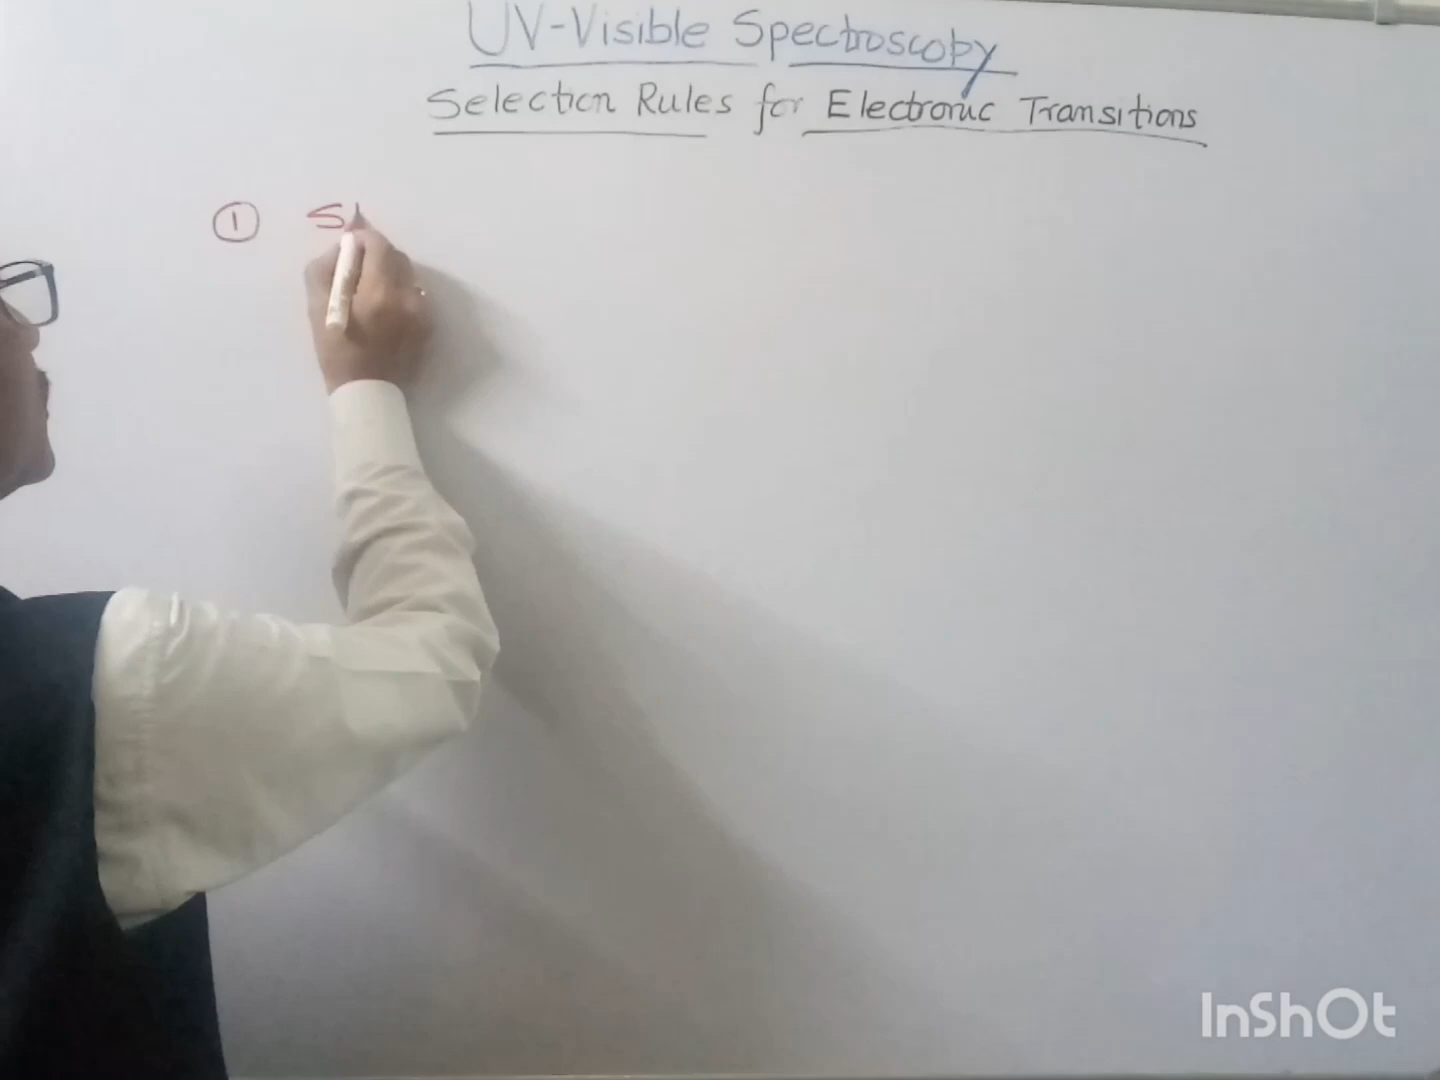 UV-Visible Spectroscopy
Selection Rules for Electronic Transitions
① S
InShOt